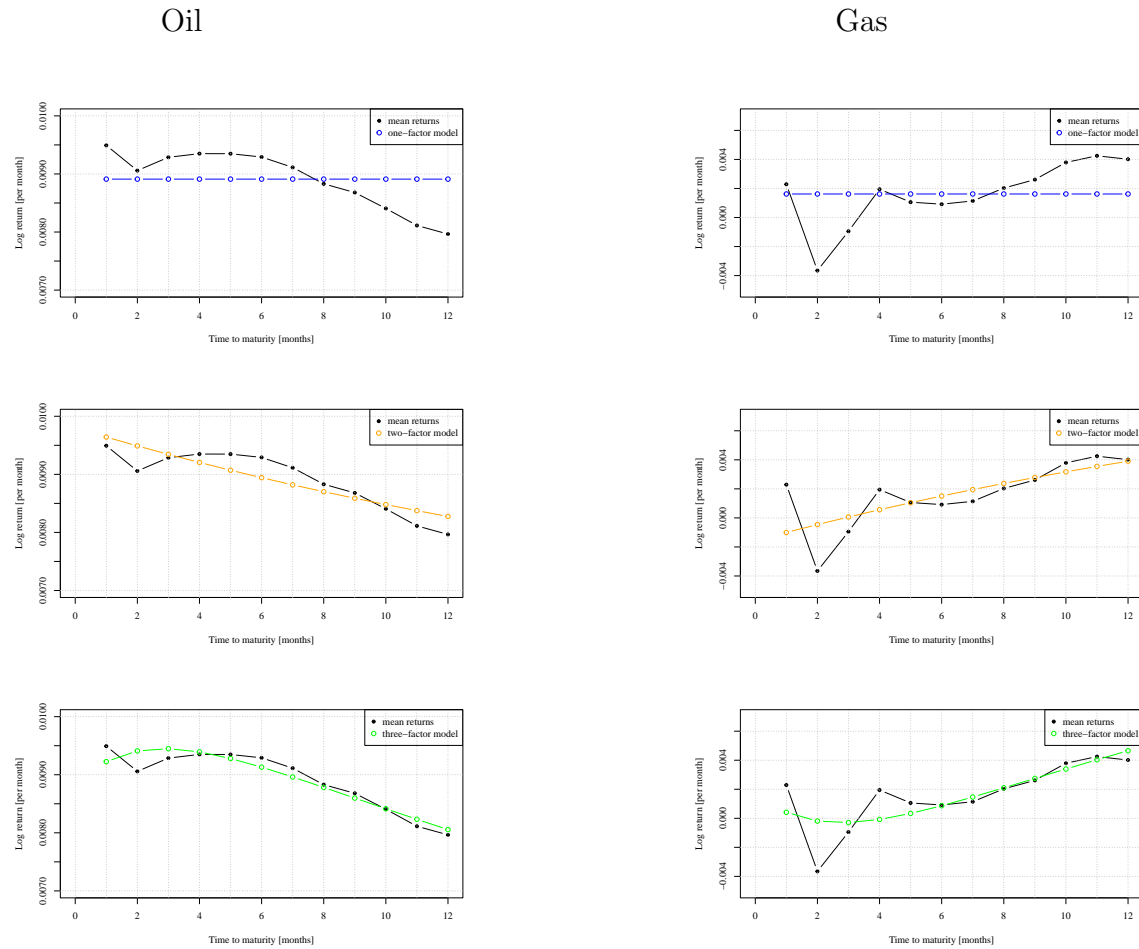 Oil
Gas
mean returns
one−factor model
Log return [per month]
0.0070 0.0080 0.0090 0.0100
0 2 4 6 8 10 12
Time to maturity [months]
mean returns
one−factor model
Log return [per month]
−0.004 0.000 0.004
0 2 4 6 8 10 12
Time to maturity [months]
mean returns
two−factor model
Log return [per month]
0.0070 0.0080 0.0090 0.0100
0 2 4 6 8 10 12
Time to maturity [months]
mean returns
two−factor model
Log return [per month]
−0.004 0.000 0.004
0 2 4 6 8 10 12
Time to maturity [months]
mean returns
three−factor model
Log return [per month]
0.0070 0.0080 0.0090 0.0100
0 2 4 6 8 10 12
Time to maturity [months]
mean returns
three−factor model
Log return [per month]
−0.004 0.000 0.004
0 2 4 6 8 10 12
Time to maturity [months]